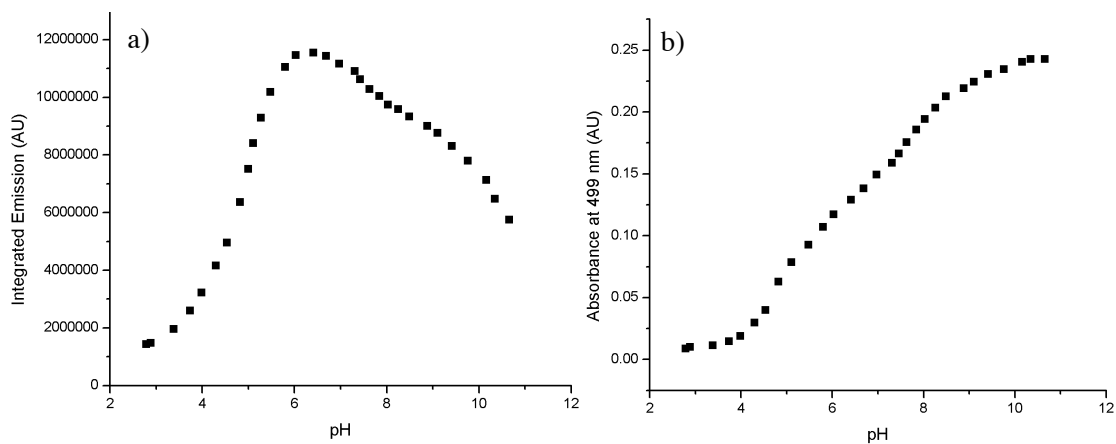 a)
12000000
10000000
8000000
6000000
4000000
2000000
0
2 4 6 8 10 12
pH
Integrated Emission (AU)
b)
0.25
0.20
0.15
0.10
0.05
0.00
2 4 6 8 10 12
pH
Absorbance at 499 nm (AU)